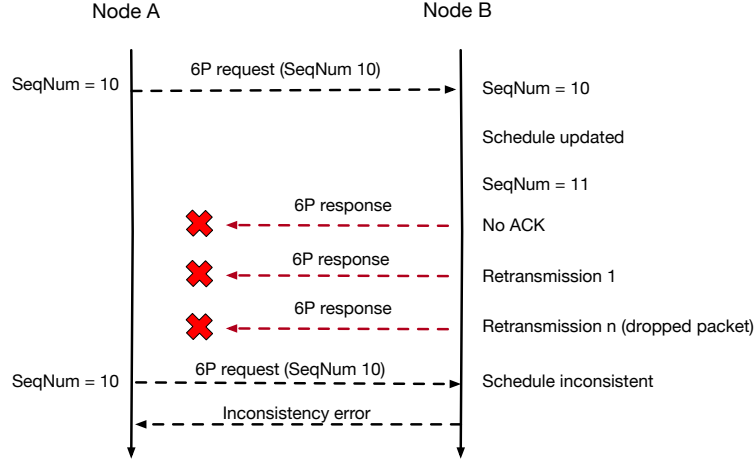 Node A
Node B
6P request (SeqNum 10)
SeqNum = 10
SeqNum = 10
Schedule updated
SeqNum = 11
6P response
No ACK
6P response
Retransmission 1
6P response
Retransmission n (dropped packet)
6P request (SeqNum 10)
SeqNum = 10
Schedule inconsistent
Inconsistency error